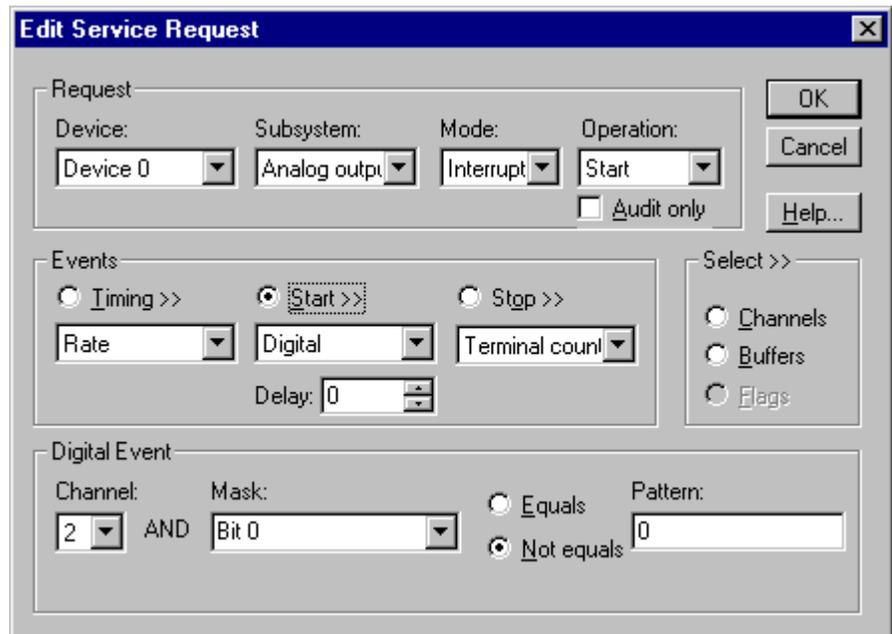 Edit Service Request
Request
OK
Device:
Subsystem:
Mode:
Operation:
Device 0
Analog outpu
Interrupt
Start
Cancel
Audit only
Help...
Events
Select >>
Timing >>
Start >>
Stop >>
Rate
Digital
Terminal count
Channels
Buffers
Flags
Delay: 0
Digital Event
Channel:
Mask:
Equals
Pattern:
2
AND
Bit 0
Not equals
0